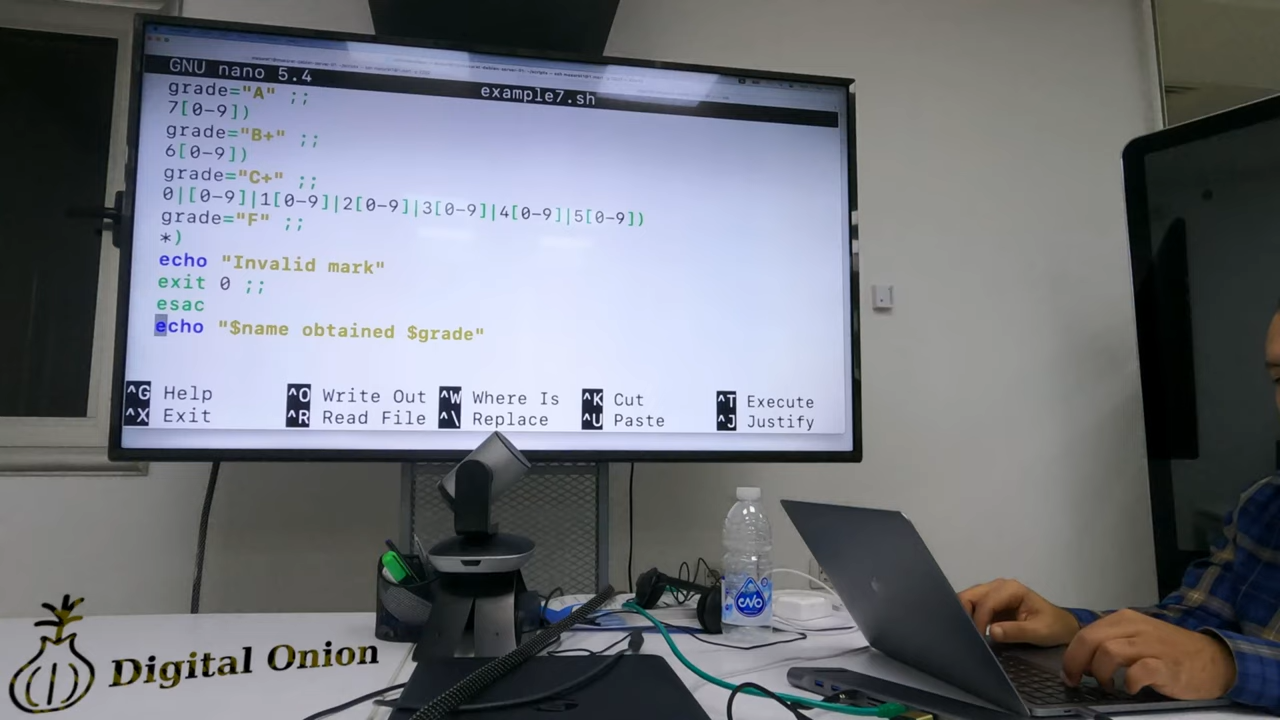 GNU nano 5.4
example7.sh
grade="A" ;;
7[0-9])
grade="B+" ;;
6[0-9])
grade="C+" ;;
0|[0-9]|1[0-9]|2[0-9]|3[0-9]|4[0-9]|5[0-9])
grade="F" ;;
*)
echo "Invalid mark"
exit 0 ;;
esac
echo "$name obtained $grade"
^G Help ^O Write Out ^W Where Is ^K Cut ^T Execute
^X Exit ^R Read File ^\ Replace ^U Paste ^J Justify
Digital Onion